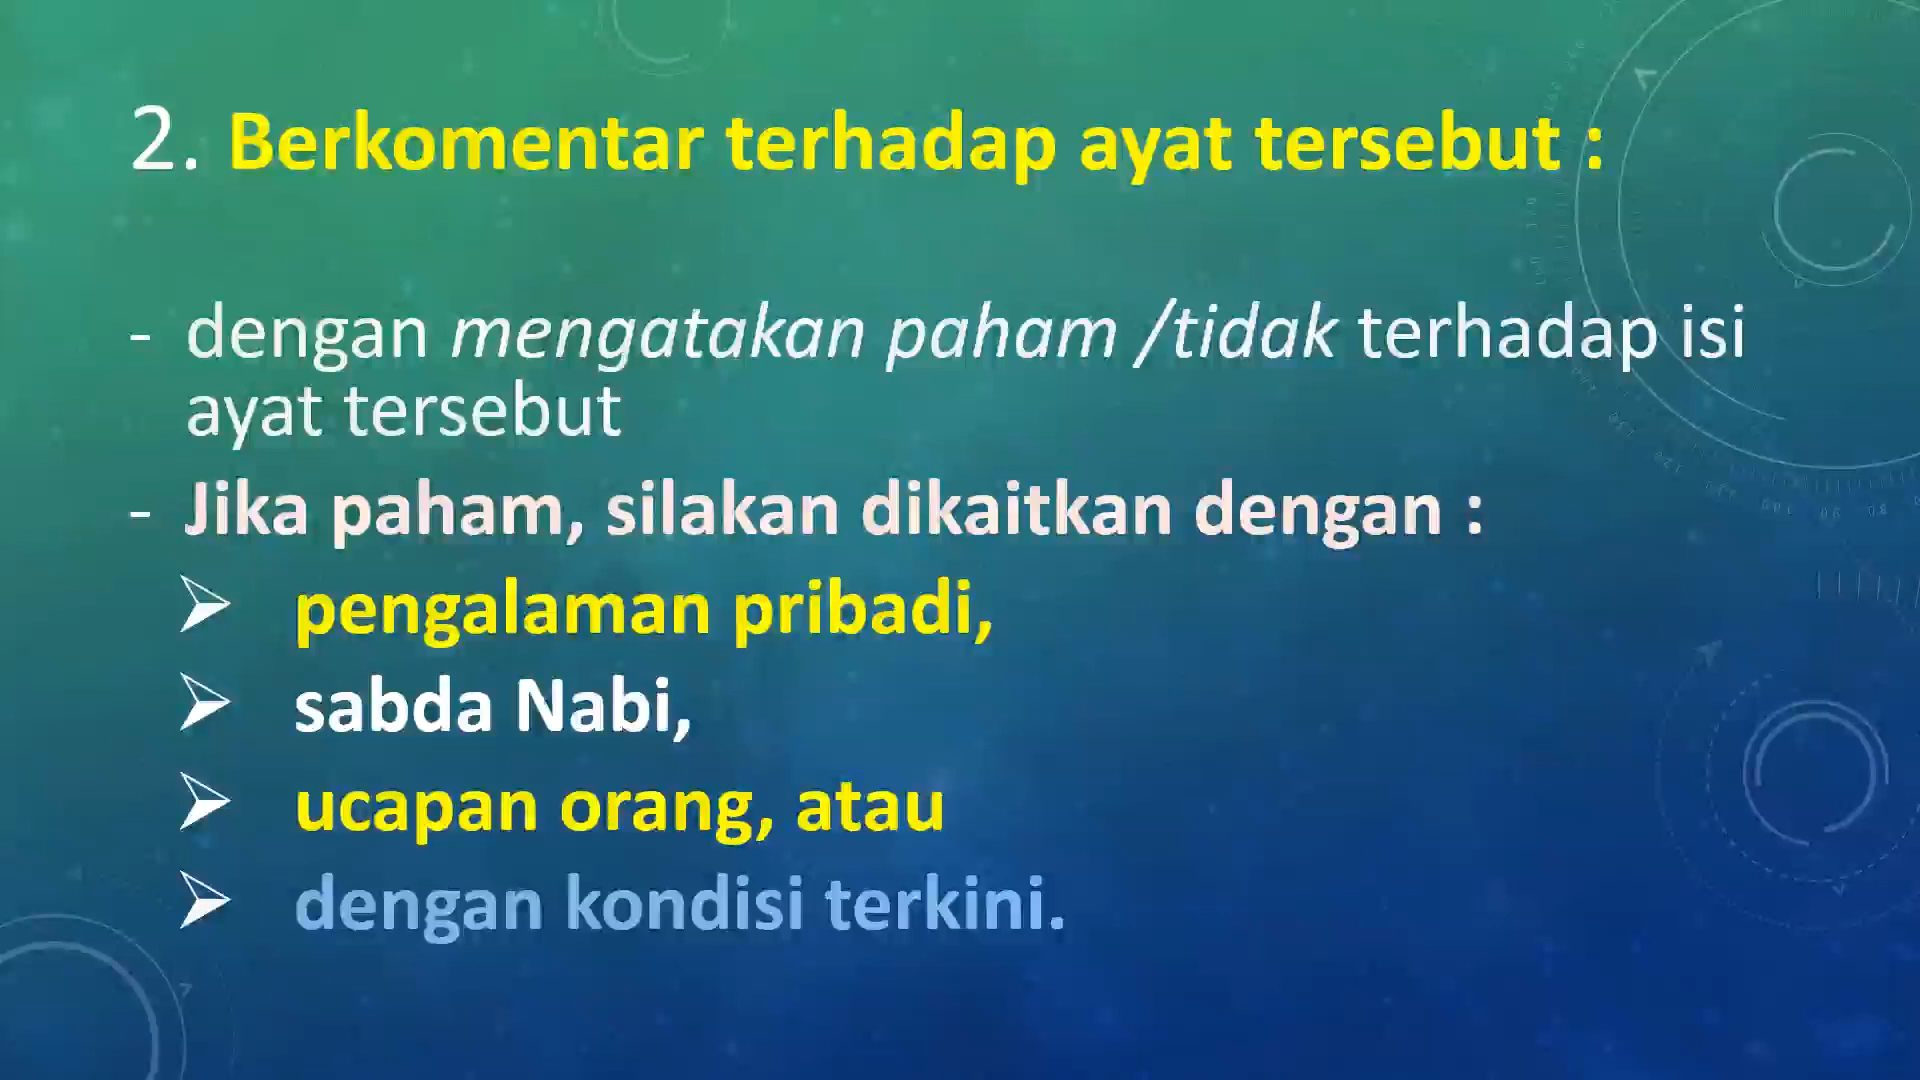 2. Berkomentar terhadap ayat tersebut :
- dengan mengatakan paham /tidak terhadap isi
ayat tersebut
- Jika paham, silakan dikaitkan dengan :
➢ pengalaman pribadi,
➢ sabda Nabi,
➢ ucapan orang, atau
➢ dengan kondisi terkini.